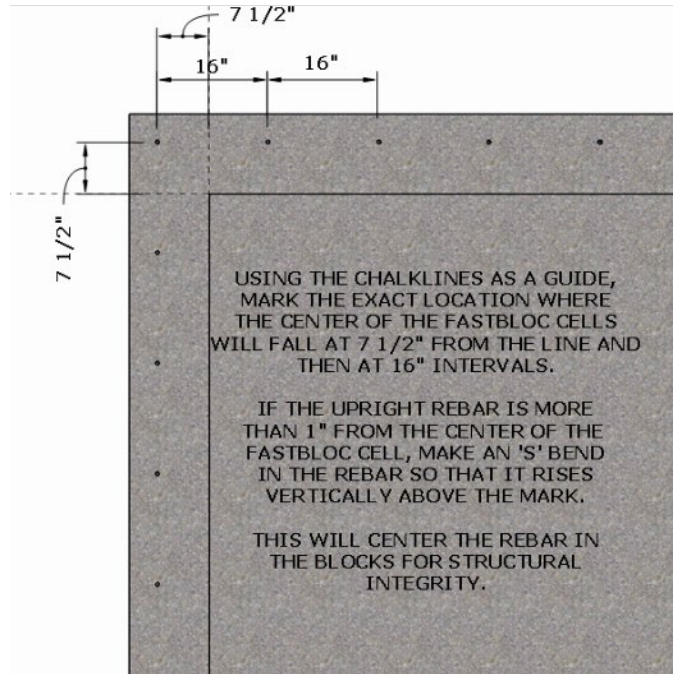 7 1/2"
16"
16"
7 1/2"
USING THE CHALKLINES AS A GUIDE,
MARK THE EXACT LOCATION WHERE
THE CENTER OF THE FASTBLOC CELLS
WILL FALL AT 7 1/2" FROM THE LINE AND
THEN AT 16" INTERVALS.
IF THE UPRIGHT REBAR IS MORE
THAN 1" FROM THE CENTER OF THE
FASTBLOC CELL, MAKE AN 'S' BEND
IN THE REBAR SO THAT IT RISES
VERTICALLY ABOVE THE MARK.
THIS WILL CENTER THE REBAR IN
THE BLOCKS FOR STRUCTURAL
INTEGRITY.